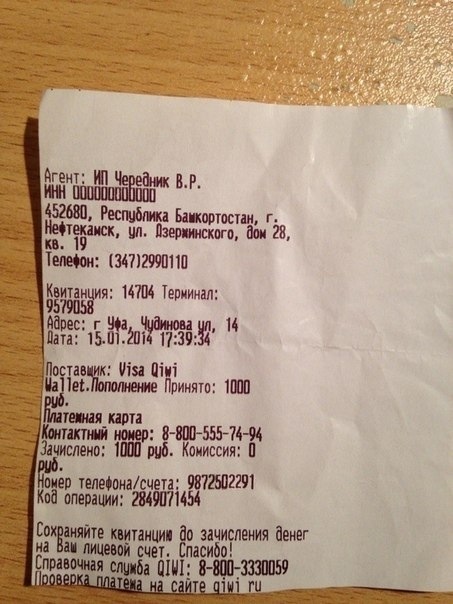 Агент: ИП Чередник В.Р.
ИНН 000000000000
452680, Республика Башкортостан, г.
Нефтекамск, ул. Дзержинского, дом 28,
кв. 19
Телефон: (347)2990110
Квитанция: 14704 Терминал:
9579058
Адрес: г Уфа, Чудинова ул, 14
Дата: 15.01.2014 17:39:34
Поставщик: Visa Qiwi
Wallet.Пополнение Принято: 1000
руб.
Платежная карта
Контактный номер: 8-800-555-74-94
Зачислено: 1000 руб. Комиссия: 0
руб.
Номер телефона/счета: 9872502291
Код операции: 2849071454
Сохраняйте квитанцию до зачисления денег
на Ваш лицевой счет. Спасибо!
Справочная служба QIWI: 8-800-3330059
Проверка платежа на сайте qiwi ru